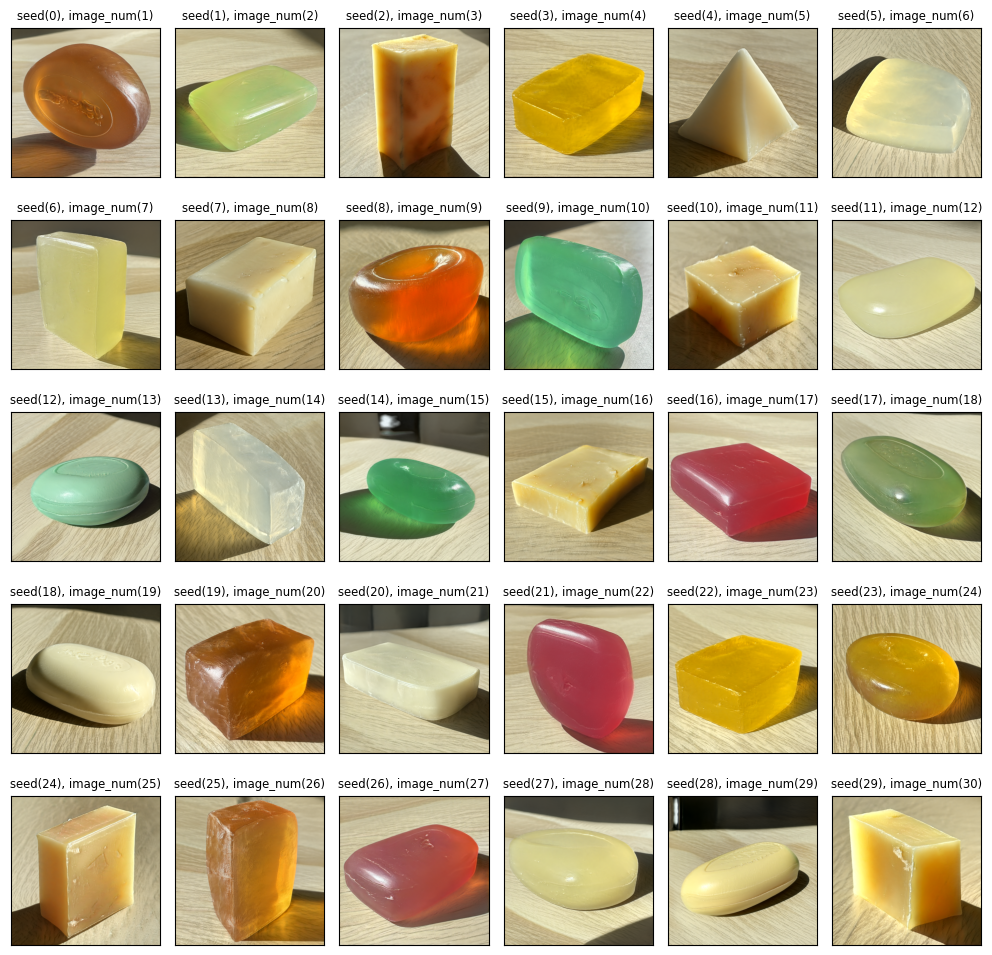 seed(0), image_num(1)
seed(1), image_num(2)
seed(2), image_num(3)
seed(3), image_num(4)
seed(4), image_num(5)
seed(5), image_num(6)
seed(6), image_num(7)
seed(7), image_num(8)
seed(8), image_num(9)
seed(9), image_num(10)
seed(10), image_num(11)
seed(11), image_num(12)
seed(12), image_num(13)
seed(13), image_num(14)
seed(14), image_num(15)
seed(15), image_num(16)
seed(16), image_num(17)
seed(17), image_num(18)
seed(18), image_num(19)
seed(19), image_num(20)
seed(20), image_num(21)
seed(21), image_num(22)
seed(22), image_num(23)
seed(23), image_num(24)
seed(24), image_num(25)
seed(25), image_num(26)
seed(26), image_num(27)
seed(27), image_num(28)
seed(28), image_num(29)
seed(29), image_num(30)